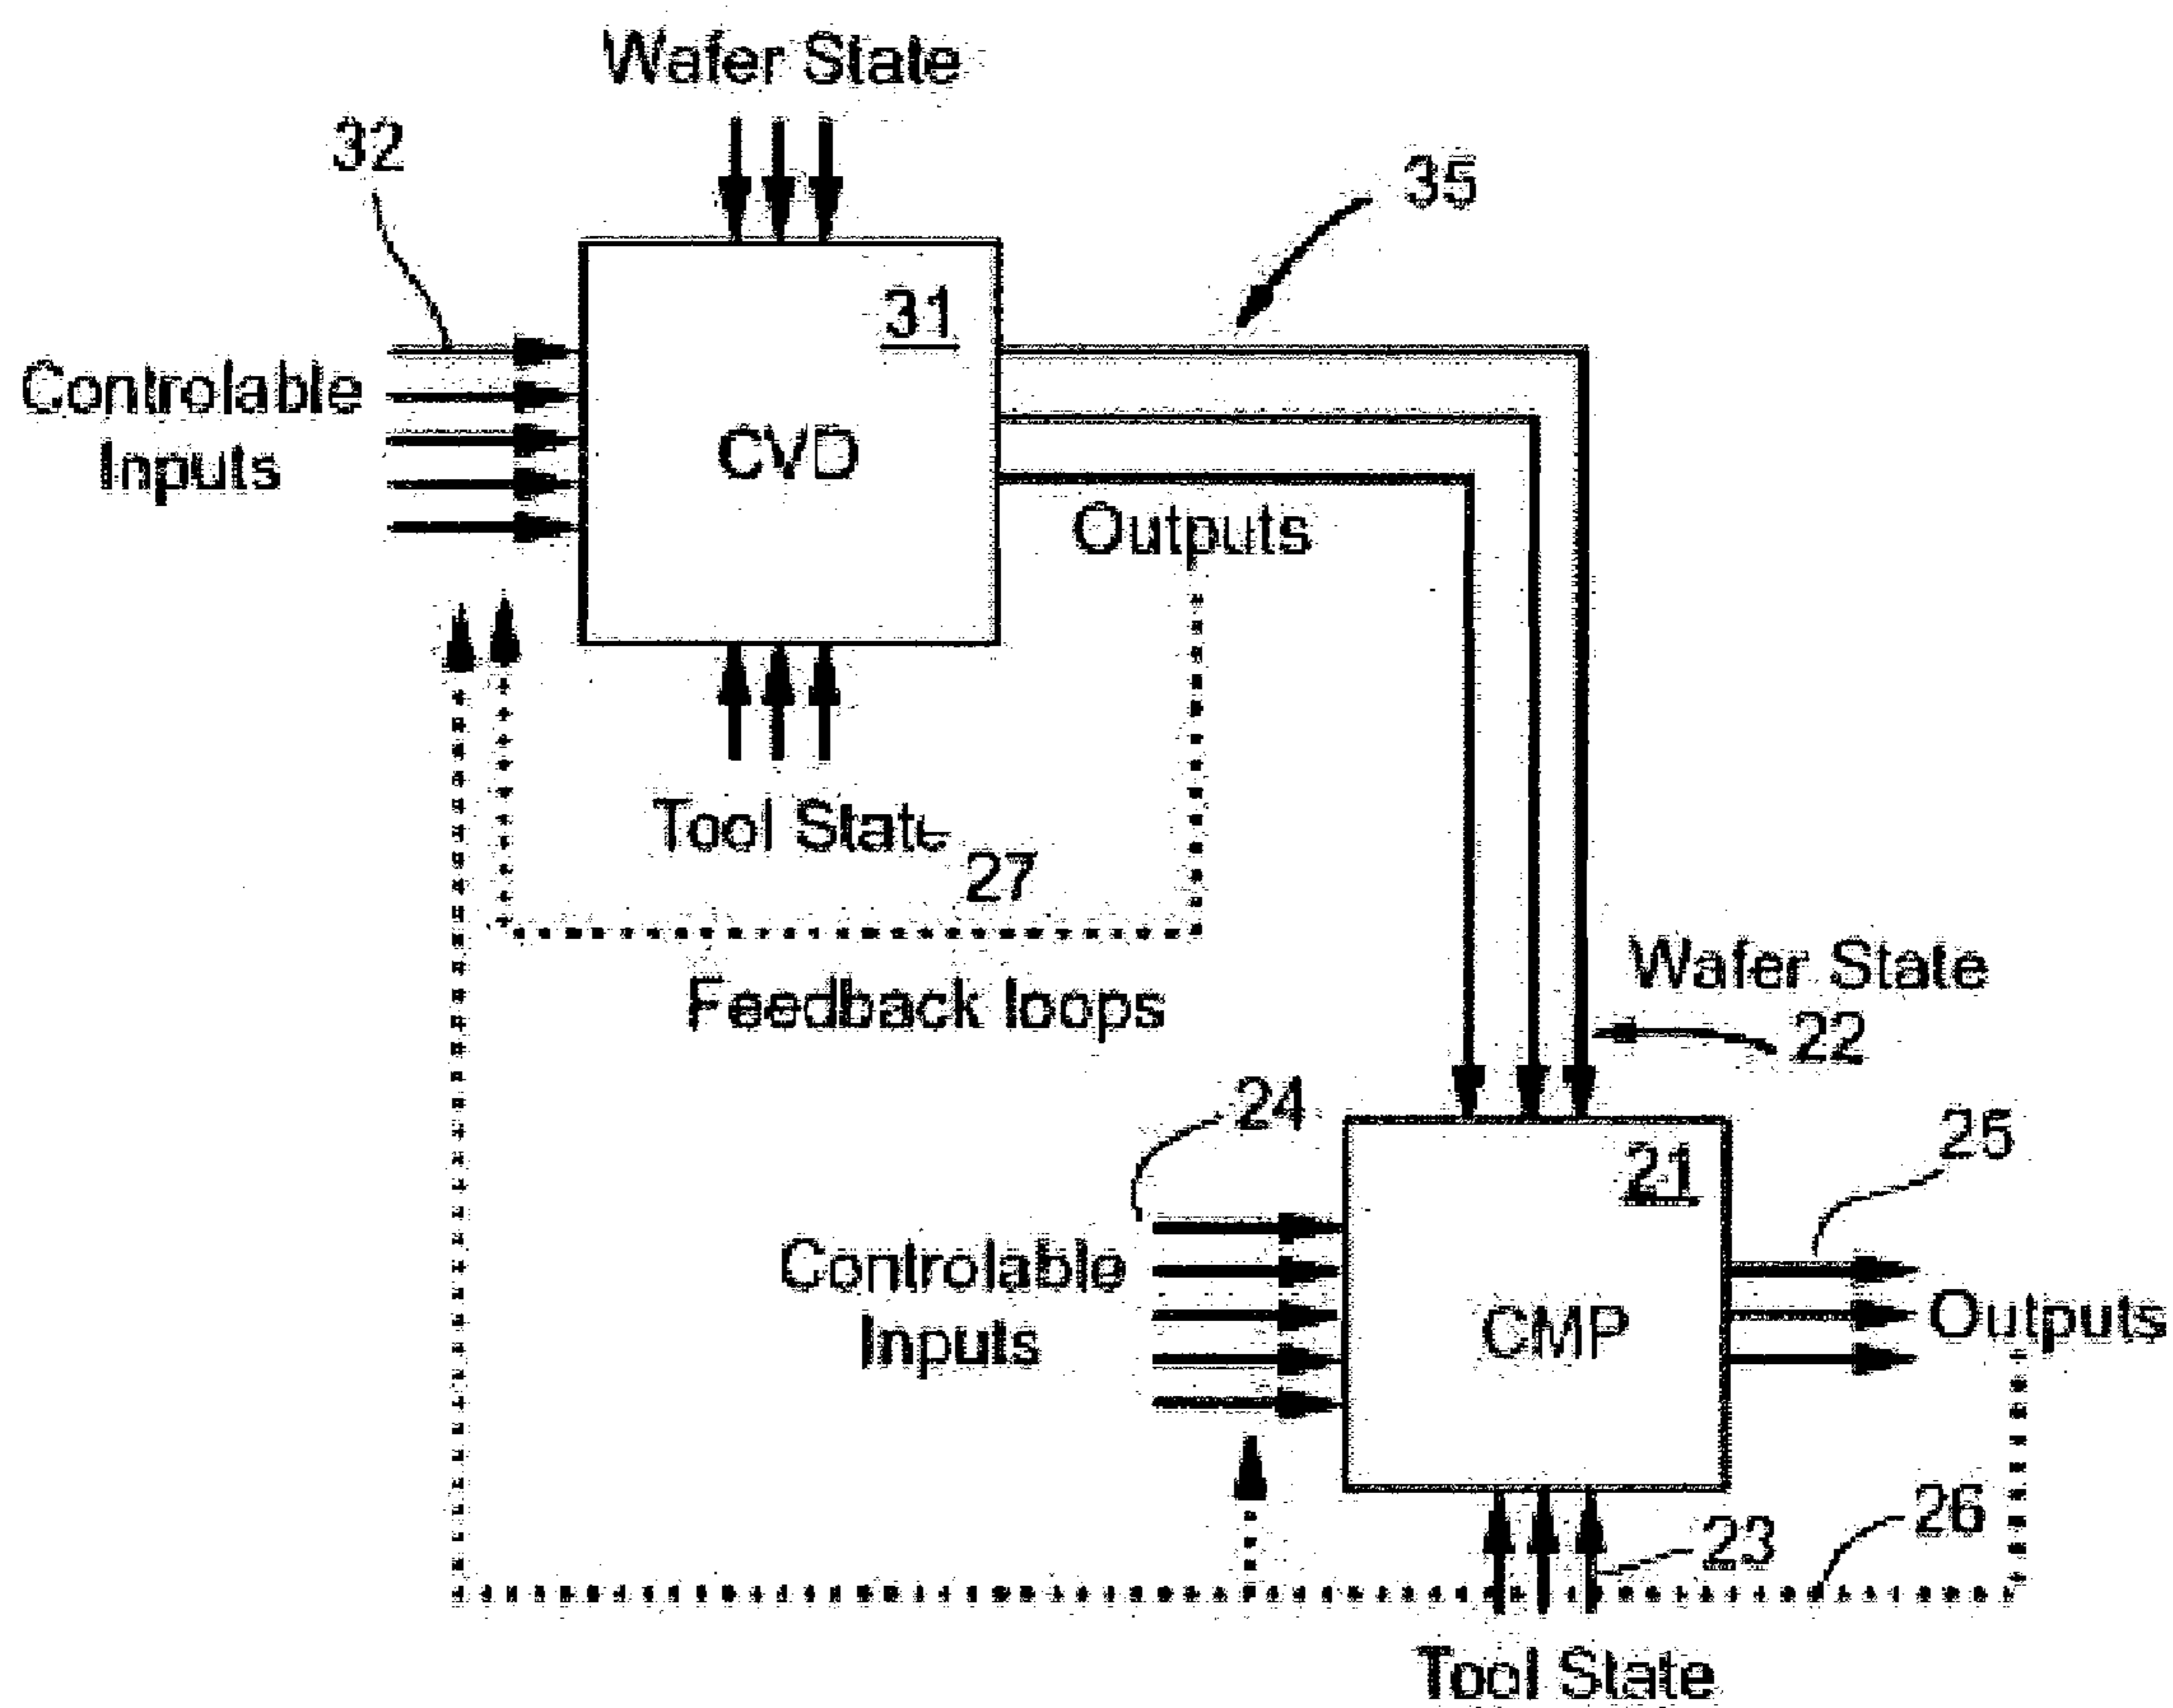 Wafer State
32
35
31
Controlable
Inputs
CVD
Outputs
Tool State
27
Feedback loops
Wafer State
22
24
21
25
Controlable
Inputs
CMP
Outputs
26
23
Tool State